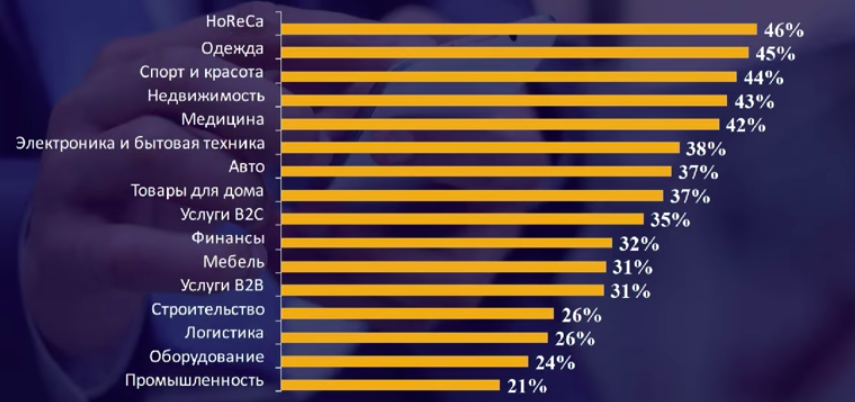 HoReCa 46%
Одежда 45%
Спорт и красота 44%
Недвижимость 43%
Медицина 42%
Электроника и бытовая техника 38%
Авто 37%
Товары для дома 37%
Услуги B2C 35%
Финансы 32%
Мебель 31%
Услуги B2B 31%
Строительство 26%
Логистика 26%
Оборудование 24%
Промышленность 21%